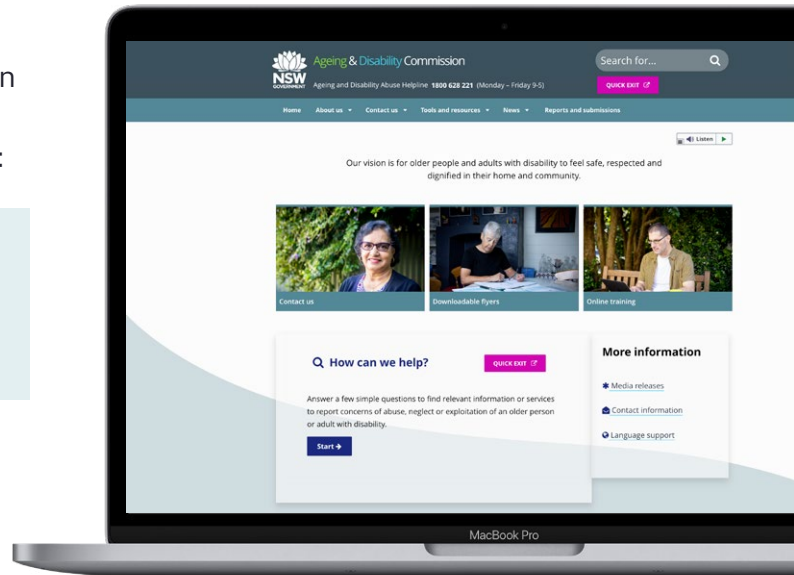 n
:
NSW
GOVERNMENT
Ageing & Disability Commission
Ageing and Disability Abuse Helpline 1800 628 221 (Monday – Friday 9-5)
Search for...
QUICK EXIT
Home About us Contact us Tools and resources News Reports and submissions
Listen
Our vision is for older people and adults with disability to feel safe, respected and
dignified in their home and community.
Contact us
Downloadable flyers
Online training
How can we help?
QUICK EXIT
Answer a few simple questions to find relevant information or services
to report concerns of abuse, neglect or exploitation of an older person
or adult with disability.
Start
More information
Media releases
Contact information
Language support
MacBook Pro